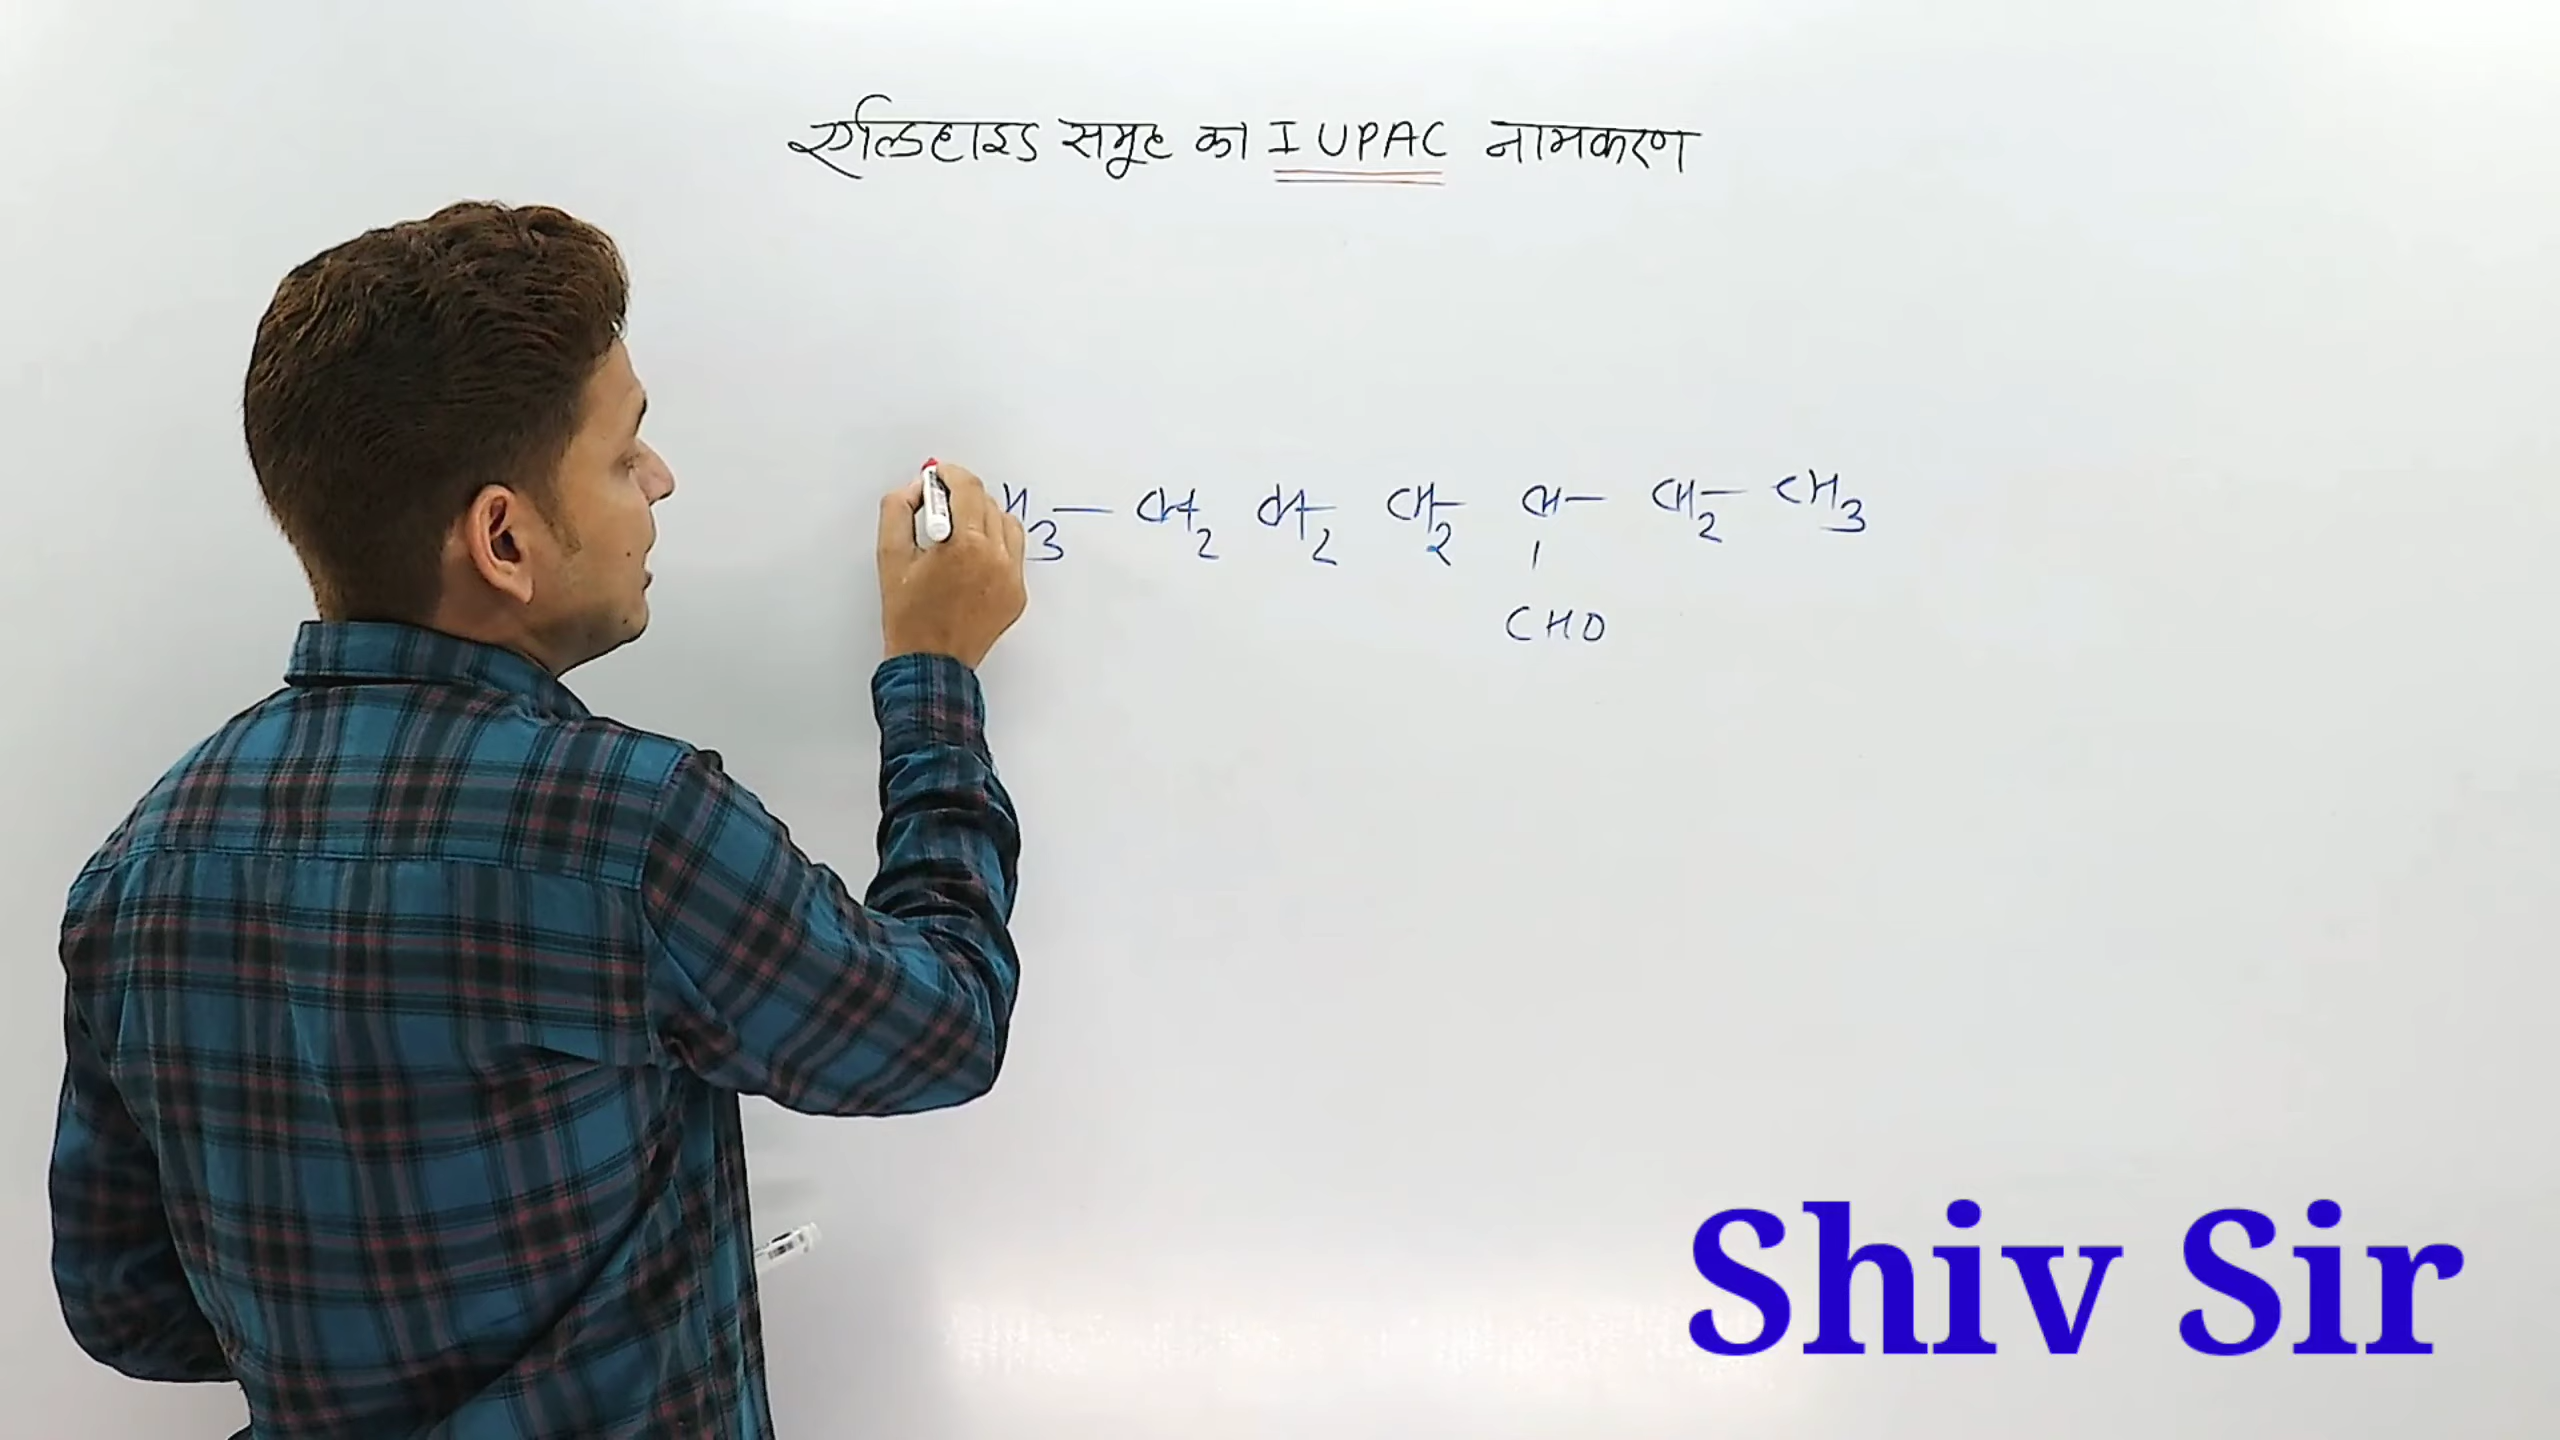 एल्डिहाइड समूह का IUPAC नामकरण
H3— CH2 CH2— CH2— CH— CH2— CH3
CHO
Shiv Sir